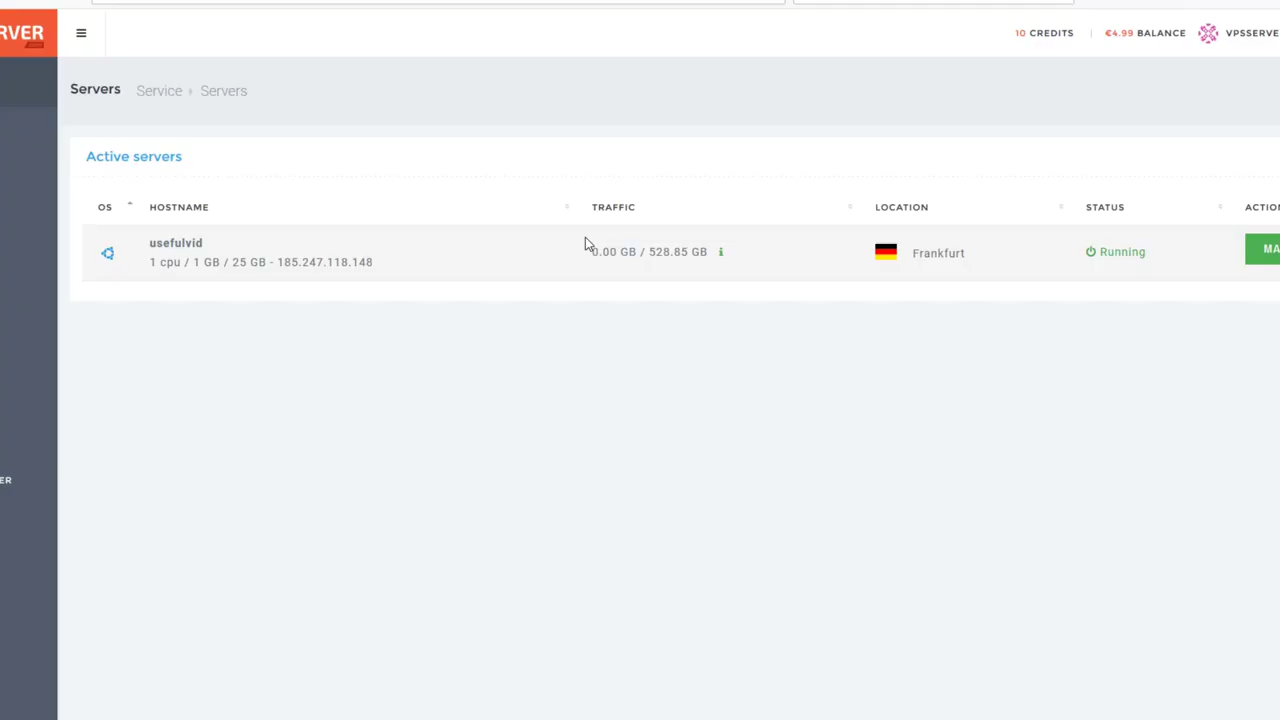 RVER
10 CREDITS
€4.99 BALANCE
VPSSERVE
Servers
Service
Servers
Active servers
OS
HOSTNAME
TRAFFIC
LOCATION
STATUS
ACTION
usefulvid
1 cpu / 1 GB / 25 GB - 185.247.118.148
0.00 GB / 528.85 GB
Frankfurt
Running
MA
ER